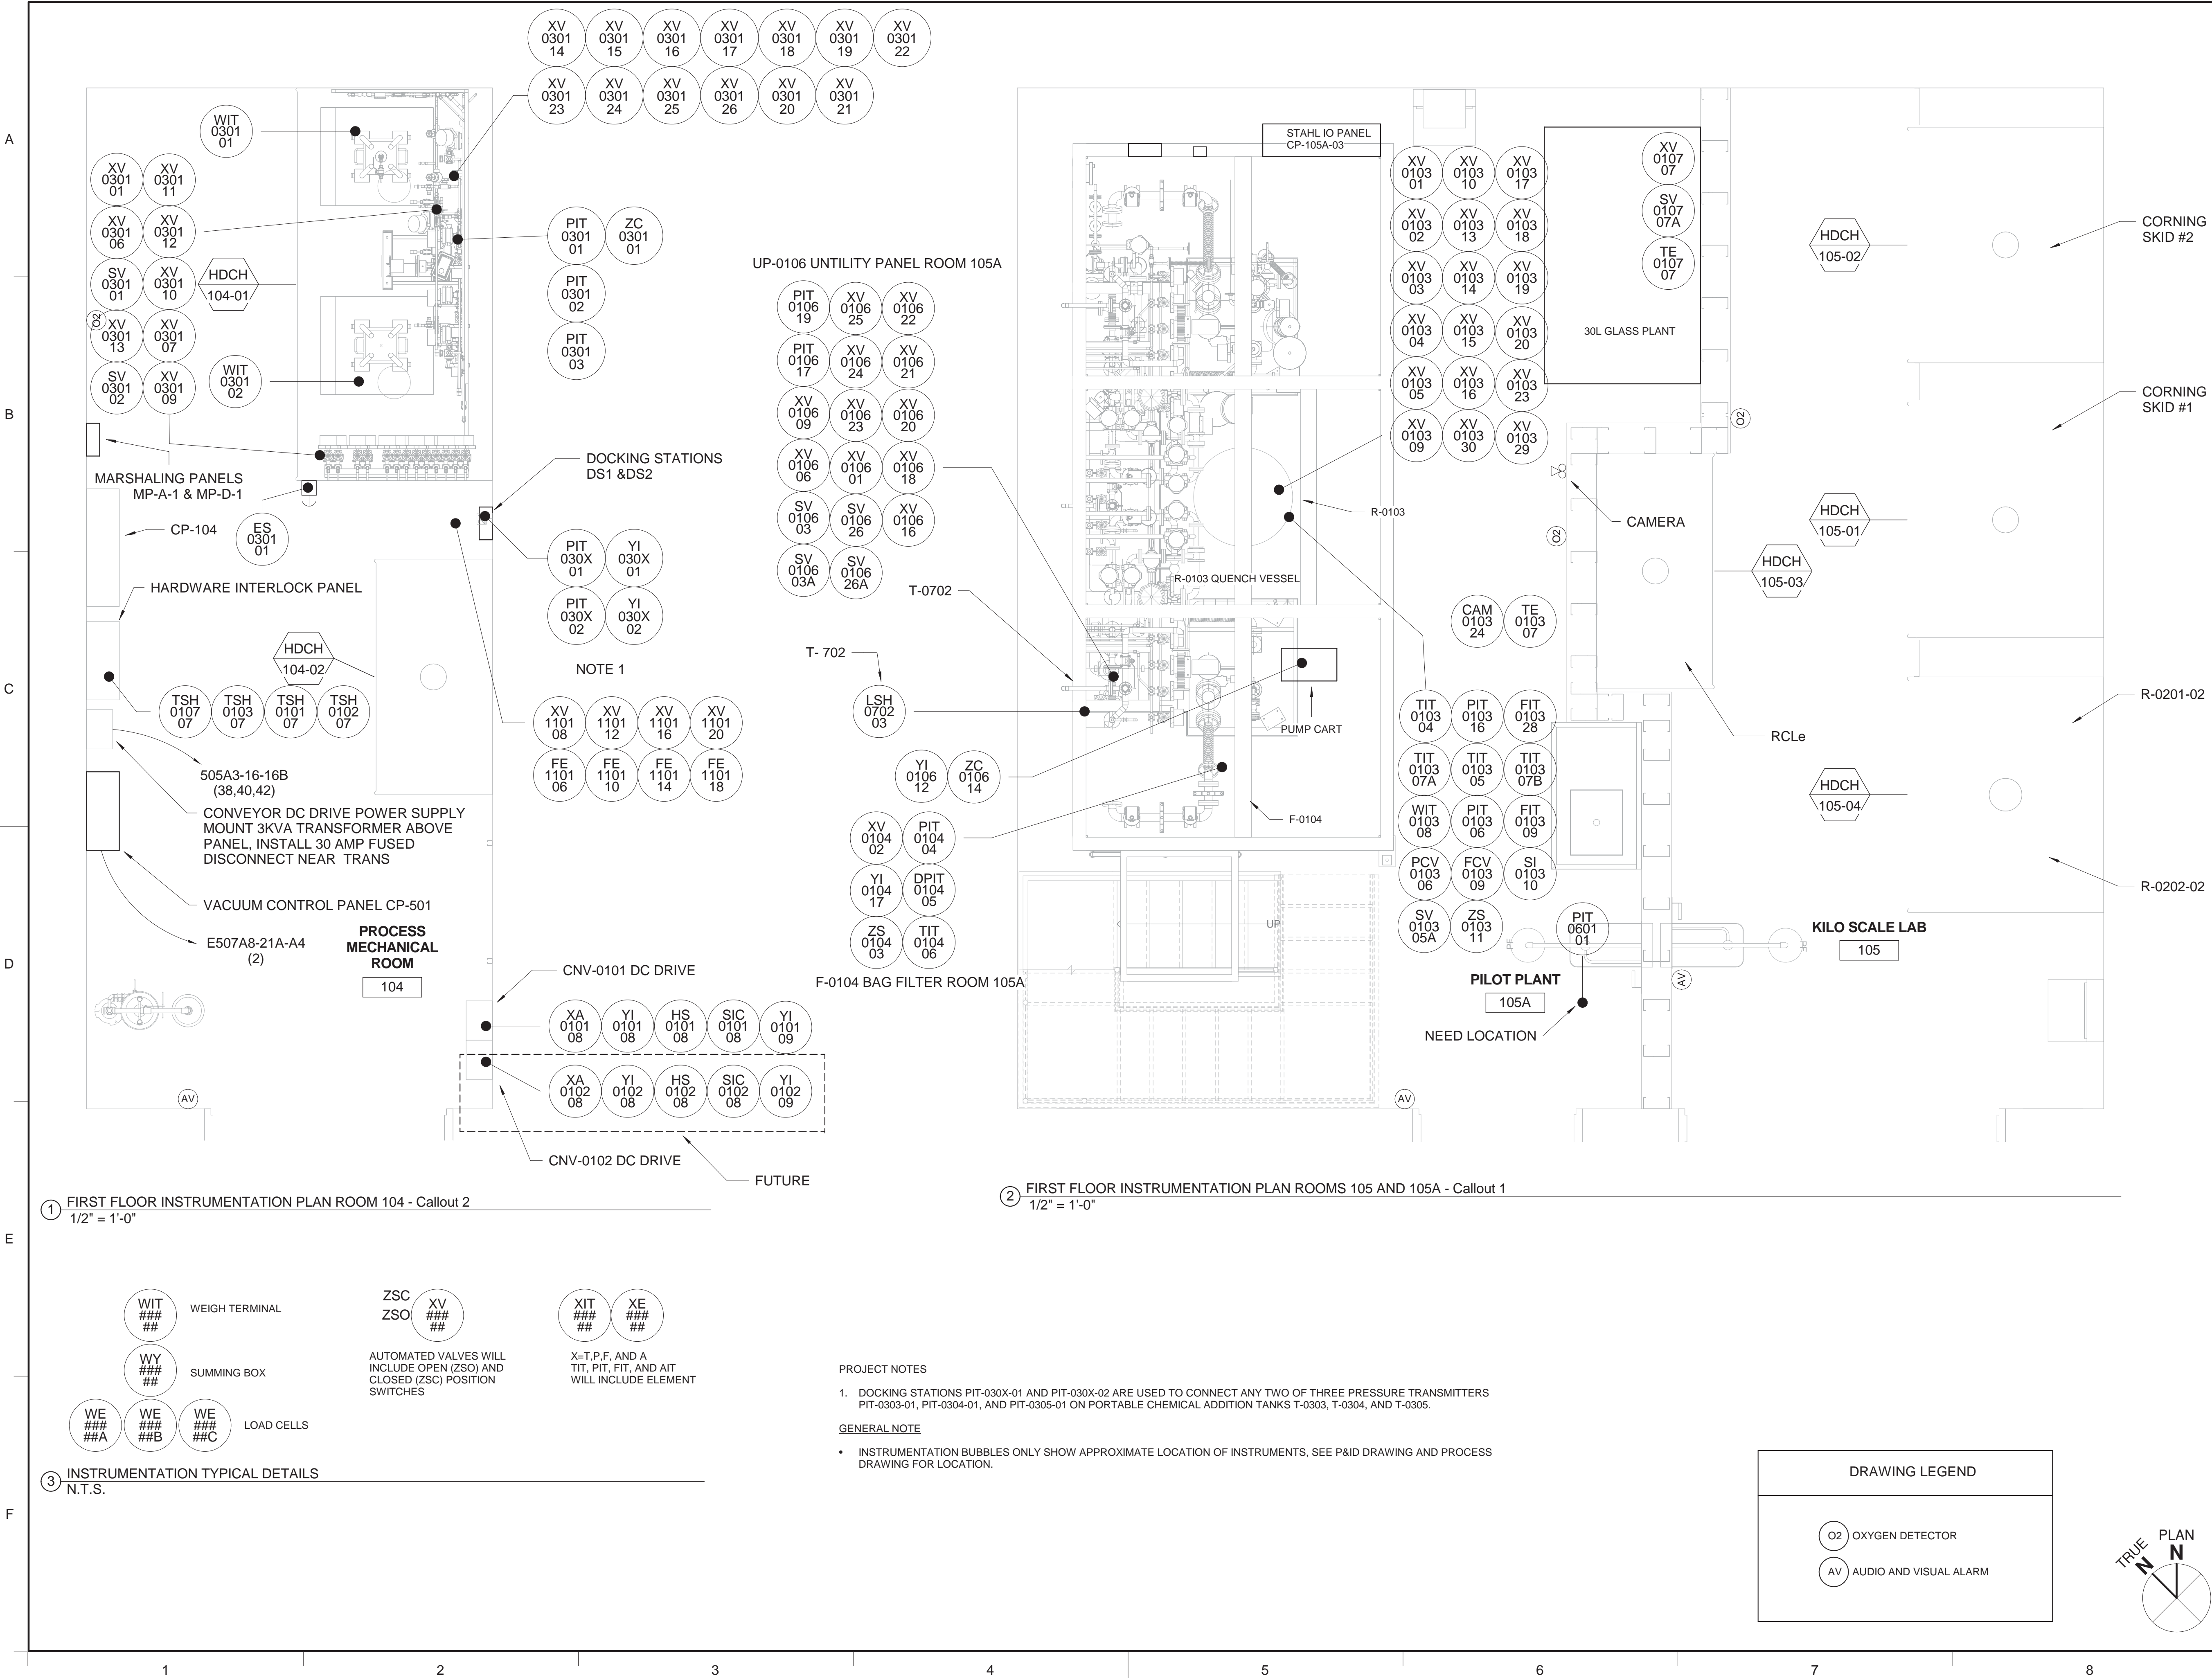 XV 0301 14
XV 0301 15
XV 0301 16
XV 0301 17
XV 0301 18
XV 0301 19
XV 0301 22
XV 0301 23
XV 0301 24
XV 0301 25
XV 0301 26
XV 0301 20
XV 0301 21
A
WIT 0301 01
XV 0301 01
XV 0301 11
XV 0301 06
XV 0301 12
SV 0301 01
XV 0301 10
HDCH 104-01
O2
XV 0301 13
XV 0301 07
SV 0301 02
XV 0301 09
WIT 0301 02
PIT 0301 01
ZC 0301 01
PIT 0301 02
PIT 0301 03
B
MARSHALING PANELS
MP-A-1 & MP-D-1
CP-104
ES 0301 01
DOCKING STATIONS
DS1 &DS2
PIT 030X 01
YI 030X 01
PIT 030X 02
YI 030X 02
NOTE 1
HARDWARE INTERLOCK PANEL
HDCH 104-02
C
TSH 0107 07
TSH 0103 07
TSH 0101 07
TSH 0102 07
XV 1101 08
XV 1101 12
XV 1101 16
XV 1101 20
FE 1101 06
FE 1101 10
FE 1101 14
FE 1101 18
505A3-16-16B
(38,40,42)
CONVEYOR DC DRIVE POWER SUPPLY
MOUNT 3KVA TRANSFORMER ABOVE
PANEL, INSTALL 30 AMP FUSED
DISCONNECT NEAR TRANS
VACUUM CONTROL PANEL CP-501
E507A8-21A-A4
(2)
PROCESS
MECHANICAL
ROOM
104
D
CNV-0101 DC DRIVE
XA 0101 08
YI 0101 08
HS 0101 08
SIC 0101 08
YI 0101 09
XA 0102 08
YI 0102 08
HS 0102 08
SIC 0102 08
YI 0102 09
AV
CNV-0102 DC DRIVE
FUTURE
1 FIRST FLOOR INSTRUMENTATION PLAN ROOM 104 - Callout 2
1/2" = 1'-0"
UP-0106 UNTILITY PANEL ROOM 105A
PIT 0106 19
XV 0106 25
XV 0106 22
PIT 0106 17
XV 0106 24
XV 0106 21
XV 0106 09
XV 0106 23
XV 0106 20
XV 0106 06
XV 0106 01
XV 0106 18
SV 0106 03
SV 0106 26
XV 0106 16
SV 0106 03A
SV 0106 26A
T-0702
T- 702
LSH 0702 03
YI 0106 12
ZC 0106 14
XV 0104 02
PIT 0104 04
YI 0104 17
DPIT 0104 05
ZS 0104 03
TIT 0104 06
F-0104 BAG FILTER ROOM 105A
STAHL IO PANEL
CP-105A-03
R-0103
R-0103 QUENCH VESSEL
PUMP CART
F-0104
UP
XV 0103 01
XV 0103 10
XV 0103 17
XV 0103 02
XV 0103 13
XV 0103 18
XV 0103 03
XV 0103 14
XV 0103 19
XV 0103 04
XV 0103 15
XV 0103 20
XV 0103 05
XV 0103 16
XV 0103 23
XV 0103 09
XV 0103 30
XV 0103 29
XV 0107 07
SV 0107 07A
TE 0107 07
30L GLASS PLANT
O2
CAMERA
O2
CAM 0103 24
TE 0103 07
TIT 0103 04
PIT 0103 16
FIT 0103 28
TIT 0103 07A
TIT 0103 05
TIT 0103 07B
WIT 0103 08
PIT 0103 06
FIT 0103 09
PCV 0103 06
FCV 0103 09
SI 0103 10
SV 0103 05A
ZS 0103 11
PIT 0601 01
PF
PF
PILOT PLANT
105A
NEED LOCATION
AV
AV
HDCH 105-02
CORNING
SKID #2
CORNING
SKID #1
HDCH 105-01
HDCH 105-03
RCLe
R-0201-02
HDCH 105-04
R-0202-02
KILO SCALE LAB
105
2 FIRST FLOOR INSTRUMENTATION PLAN ROOMS 105 AND 105A - Callout 1
1/2" = 1'-0"
E
WIT ### ##
WEIGH TERMINAL
WY ### ##
SUMMING BOX
WE ### ##A
WE ### ##B
WE ### ##C
LOAD CELLS
ZSC
ZSO
XV ### ##
AUTOMATED VALVES WILL
INCLUDE OPEN (ZSO) AND
CLOSED (ZSC) POSITION
SWITCHES
XIT ### ##
XE ### ##
X=T,P,F, AND A
TIT, PIT, FIT, AND AIT
WILL INCLUDE ELEMENT
3 INSTRUMENTATION TYPICAL DETAILS
N.T.S.
PROJECT NOTES
1. DOCKING STATIONS PIT-030X-01 AND PIT-030X-02 ARE USED TO CONNECT ANY TWO OF THREE PRESSURE TRANSMITTERS
PIT-0303-01, PIT-0304-01, AND PIT-0305-01 ON PORTABLE CHEMICAL ADDITION TANKS T-0303, T-0304, AND T-0305.
GENERAL NOTE
• INSTRUMENTATION BUBBLES ONLY SHOW APPROXIMATE LOCATION OF INSTRUMENTS, SEE P&ID DRAWING AND PROCESS
DRAWING FOR LOCATION.
DRAWING LEGEND
O2 OXYGEN DETECTOR
AV AUDIO AND VISUAL ALARM
TRUE N
PLAN N
F
1 2 3 4 5 6 7 8